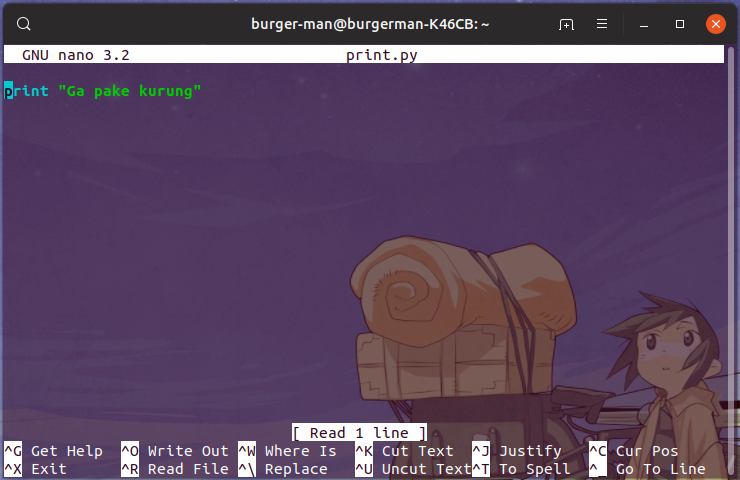 burger-man@burgerman-K46CB: ~
GNU nano 3.2 print.py
print "Ga pake kurung"
[ Read 1 line ]
^G Get Help ^O Write Out ^W Where Is ^K Cut Text ^J Justify ^C Cur Pos
^X Exit ^R Read File ^\ Replace ^U Uncut Text ^T To Spell ^_ Go To Line